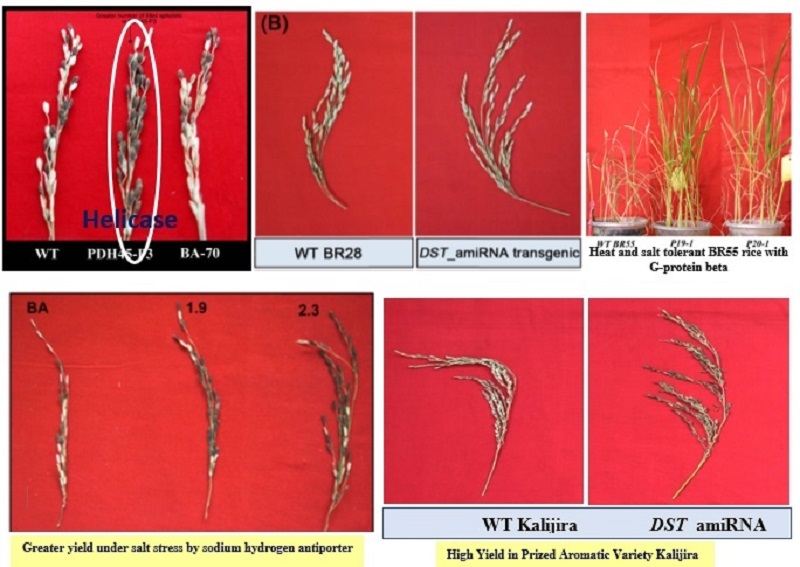 Greater number of filled spikelets
(B)
Helicase
WT PDH45-P3 BA-70
WT BR28
DST_amiRNA transgenic
WT BR55 P19-1 P20-1
Heat and salt tolerant BR55 rice with
G-protein beta
BA 1.9 2.3
Greater yield under salt stress by sodium hydrogen antiporter
WT Kalijira DST amiRNA
High Yield in Prized Aromatic Variety Kalijira